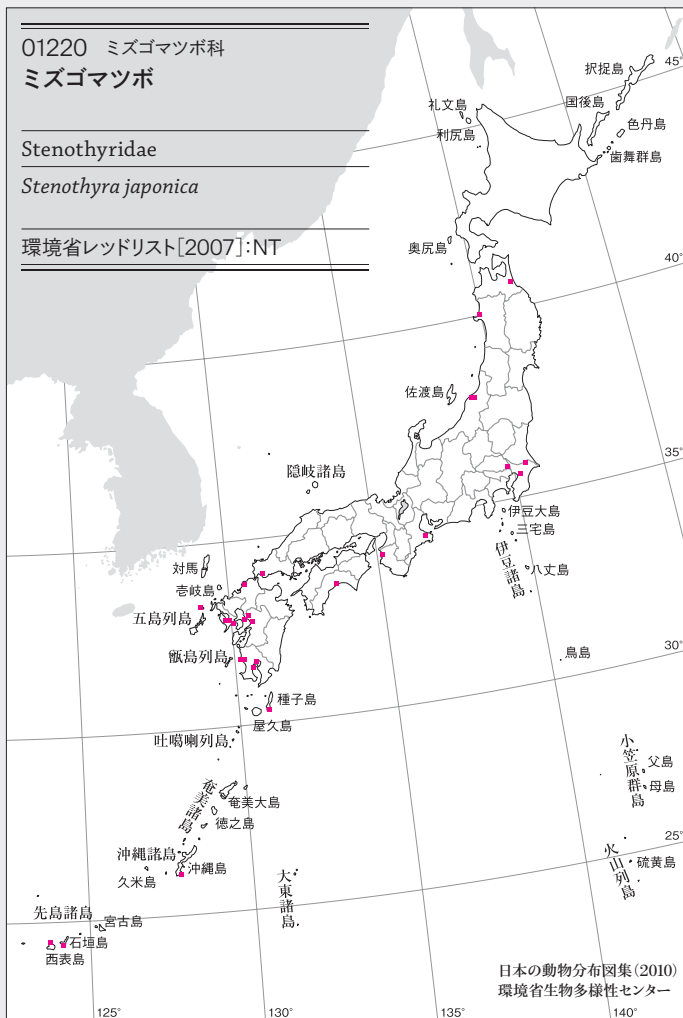 01220 ミズゴマツボ科
ミズゴマツボ
Stenothyridae
Stenothyra japonica
環境省レッドリスト[2007]:NT
択捉島
45°
国後島
礼文島
色丹島
利尻島
歯舞群島
奥尻島
40°
佐渡島
35°
隠岐諸島
伊豆大島
三宅島
伊豆諸島
八丈島
対馬
壱岐島
五島列島
甑島列島
鳥島
30°
種子島
屋久島
吐噶喇列島
小笠原群島
父島
母島
奄美諸島
奄美大島
徳之島
25°
沖縄諸島
沖縄島
久米島
大東諸島
火山列島
硫黄島
先島諸島
宮古島
石垣島
西表島
日本の動物分布図集(2010)
環境省生物多様性センター
125°
130°
135°
140°